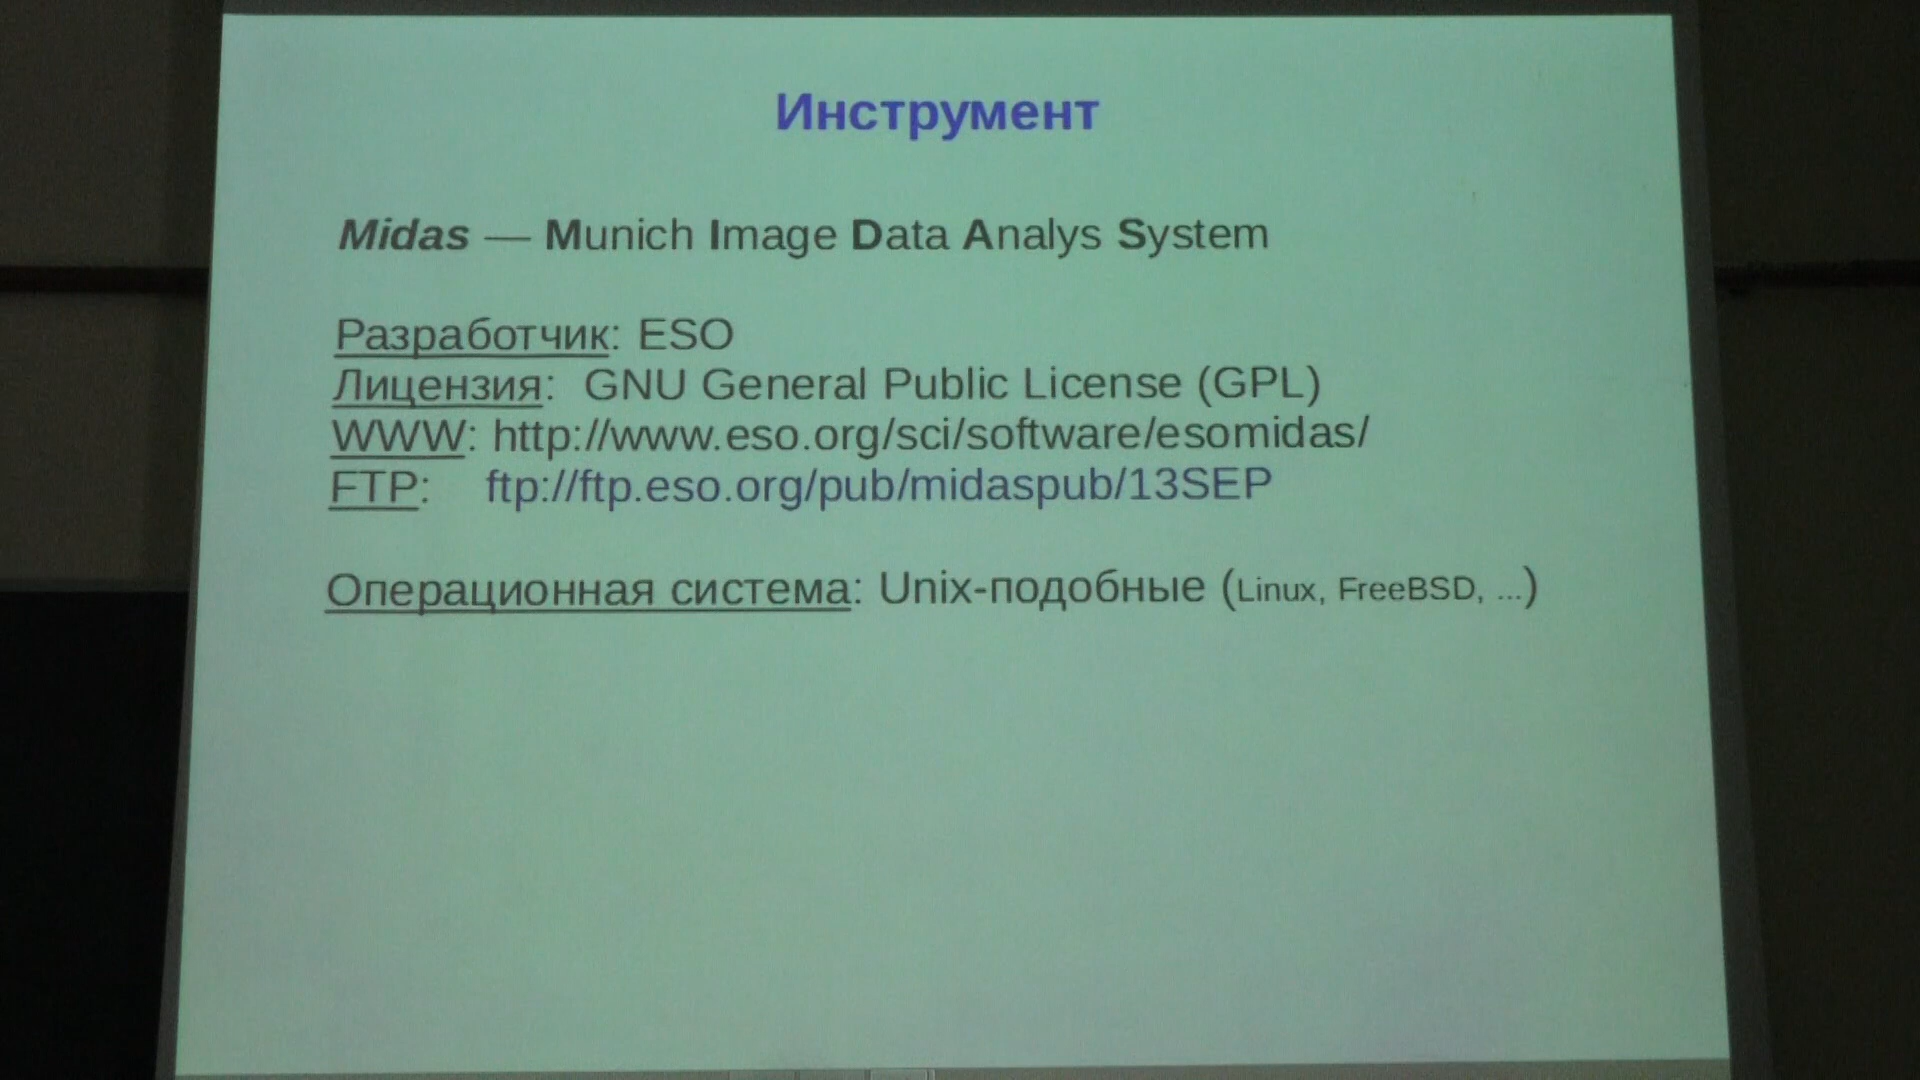 Инструмент
Midas — Munich Image Data Analys System
Разработчик: ESO
Лицензия: GNU General Public License (GPL)
WWW: http://www.eso.org/sci/software/esomidas/
FTP: ftp://ftp.eso.org/pub/midaspub/13SEP
Операционная система: Unix-подобные (Linux, FreeBSD, ...)